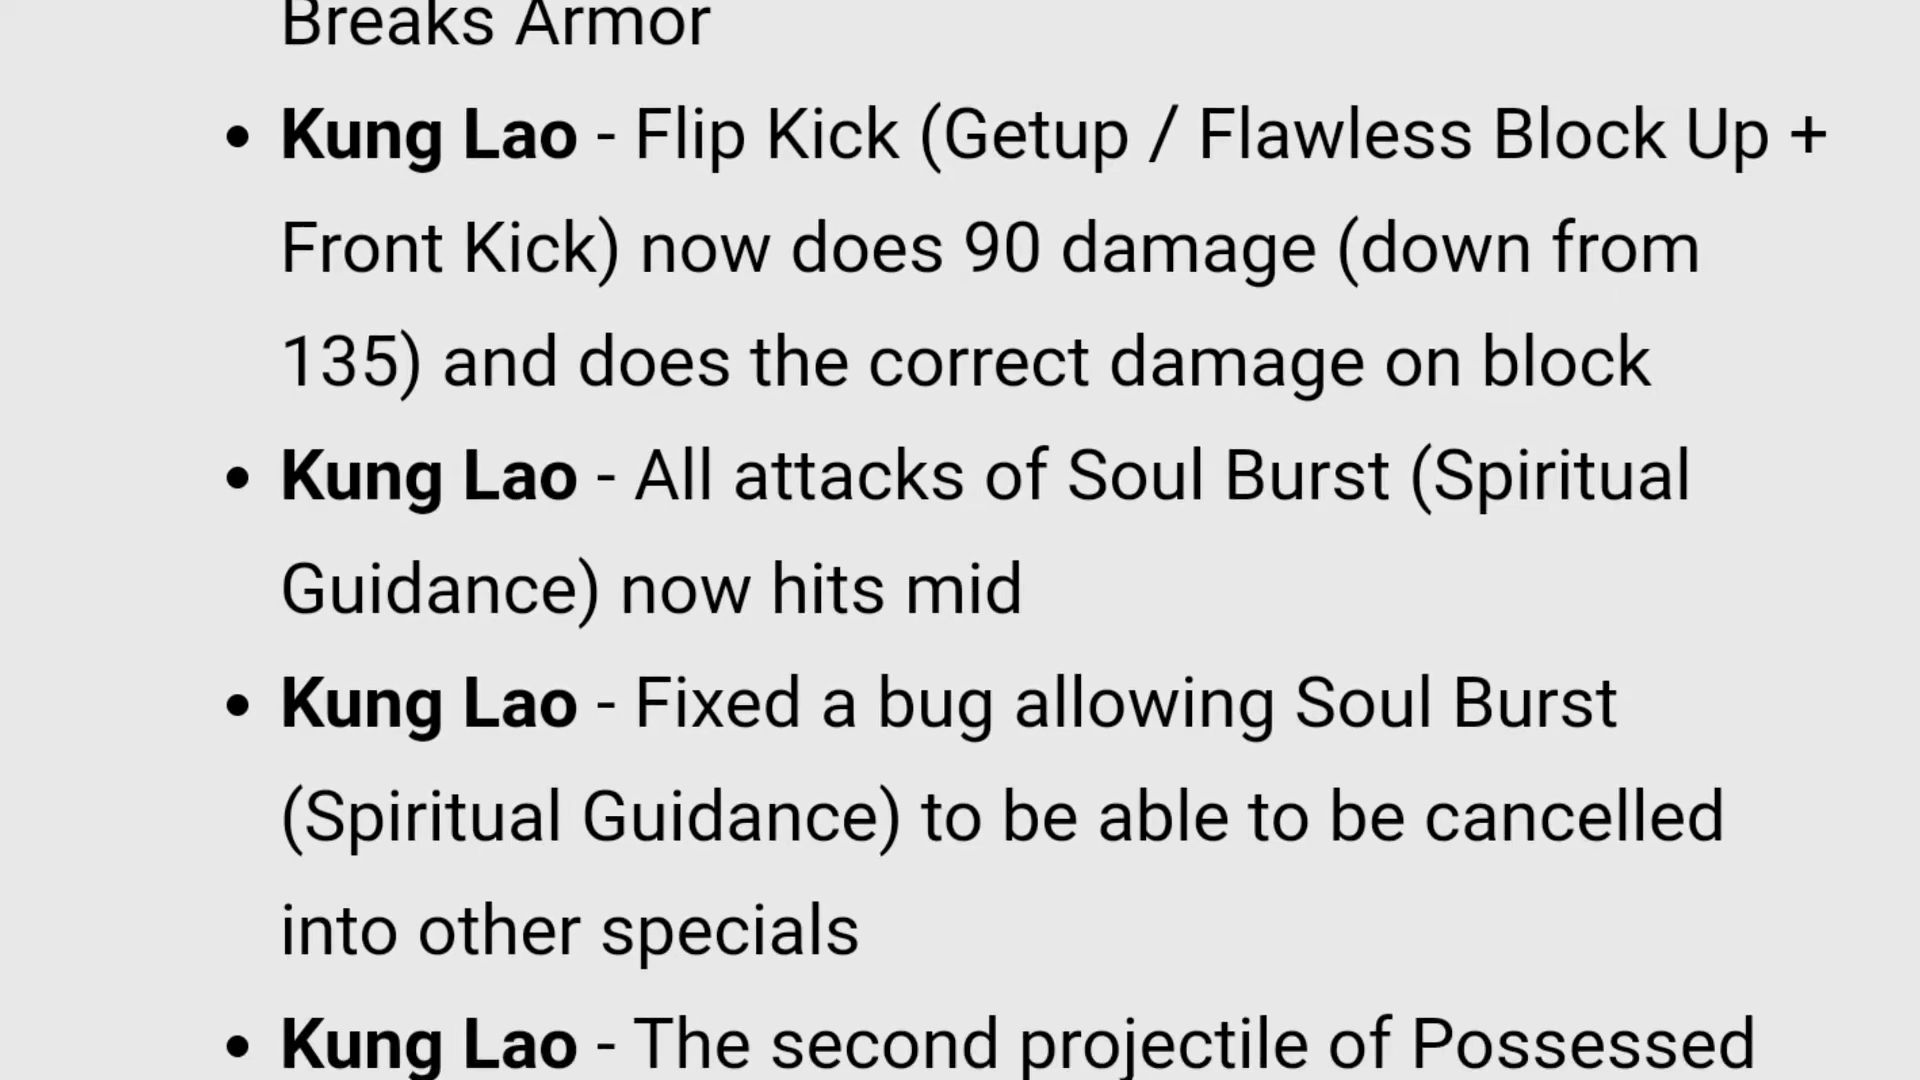 Breaks Armor
• Kung Lao - Flip Kick (Getup / Flawless Block Up +
Front Kick) now does 90 damage (down from
135) and does the correct damage on block
• Kung Lao - All attacks of Soul Burst (Spiritual
Guidance) now hits mid
• Kung Lao - Fixed a bug allowing Soul Burst
(Spiritual Guidance) to be able to be cancelled
into other specials
• Kung Lao - The second projectile of Possessed